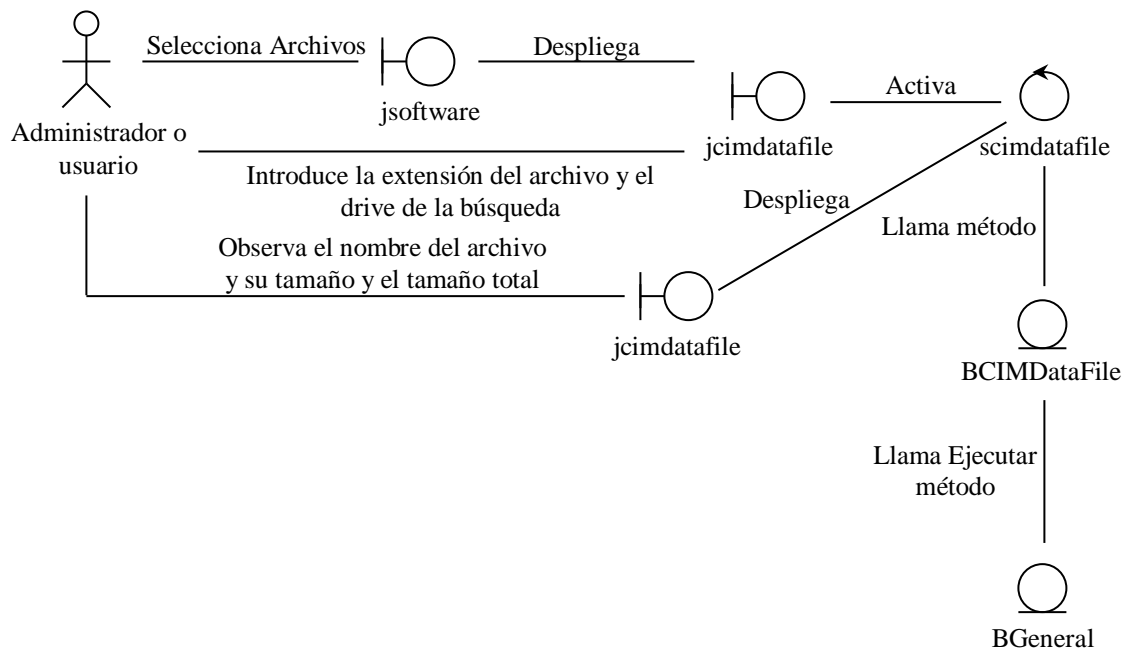 Selecciona Archivos
Despliega
jsoftware
Activa
Administrador o
usuario
jcimdatafile
scimdatafile
Introduce la extensión del archivo y el
drive de la búsqueda
Despliega
Llama método
Observa el nombre del archivo
y su tamaño y el tamaño total
jcimdatafile
BCIMDataFile
Llama Ejecutar
método
BGeneral